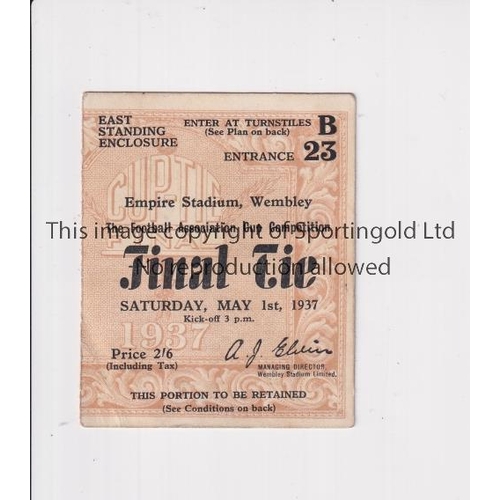 EAST
STANDING
ENCLOSURE
ENTER AT TURNSTILES
(See Plan on back)
B
ENTRANCE 23
CUP TIE
FINAL
Empire Stadium, Wembley
The Football Association Cup Competition
This image copyright of Sportingold Ltd
Final Tie
-No reproduction allowed
SATURDAY, MAY 1st, 1937
Kick-off 3 p.m.
1937
Price 2/6
(Including Tax)
A. J. Elvin
MANAGING DIRECTOR,
Wembley Stadium Limited.
THIS PORTION TO BE RETAINED
(See Conditions on back)